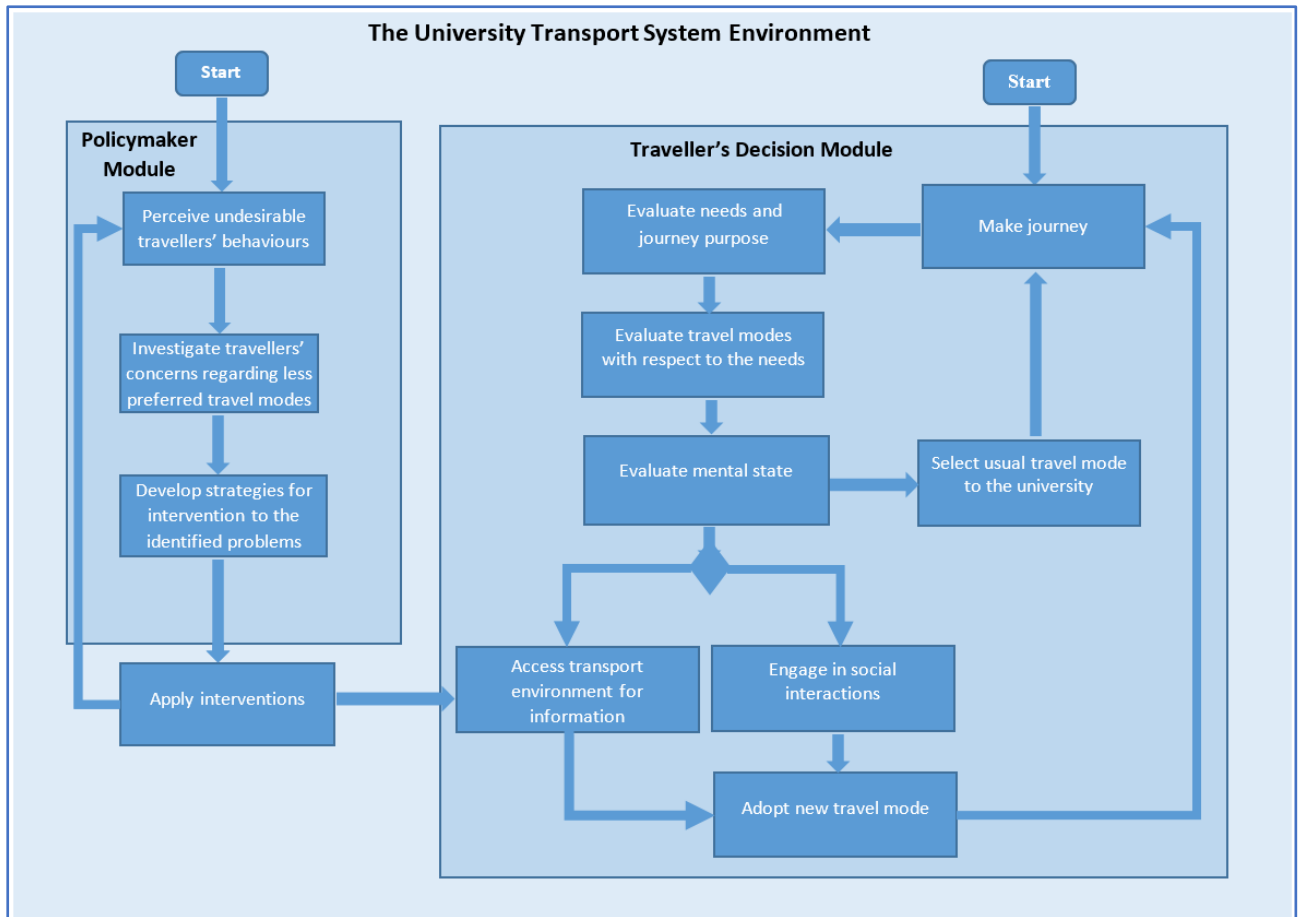 The University Transport System Environment
Start
Policymaker
Module
Perceive undesirable
travellers' behaviours
Investigate travellers'
concerns regarding less
preferred travel modes
Develop strategies for
intervention to the
identified problems
Apply interventions
Start
Traveller's Decision Module
Make journey
Evaluate needs and
journey purpose
Evaluate travel modes
with respect to the needs
Evaluate mental state
Select usual travel mode
to the university
Access transport
environment for
information
Engage in social
interactions
Adopt new travel mode